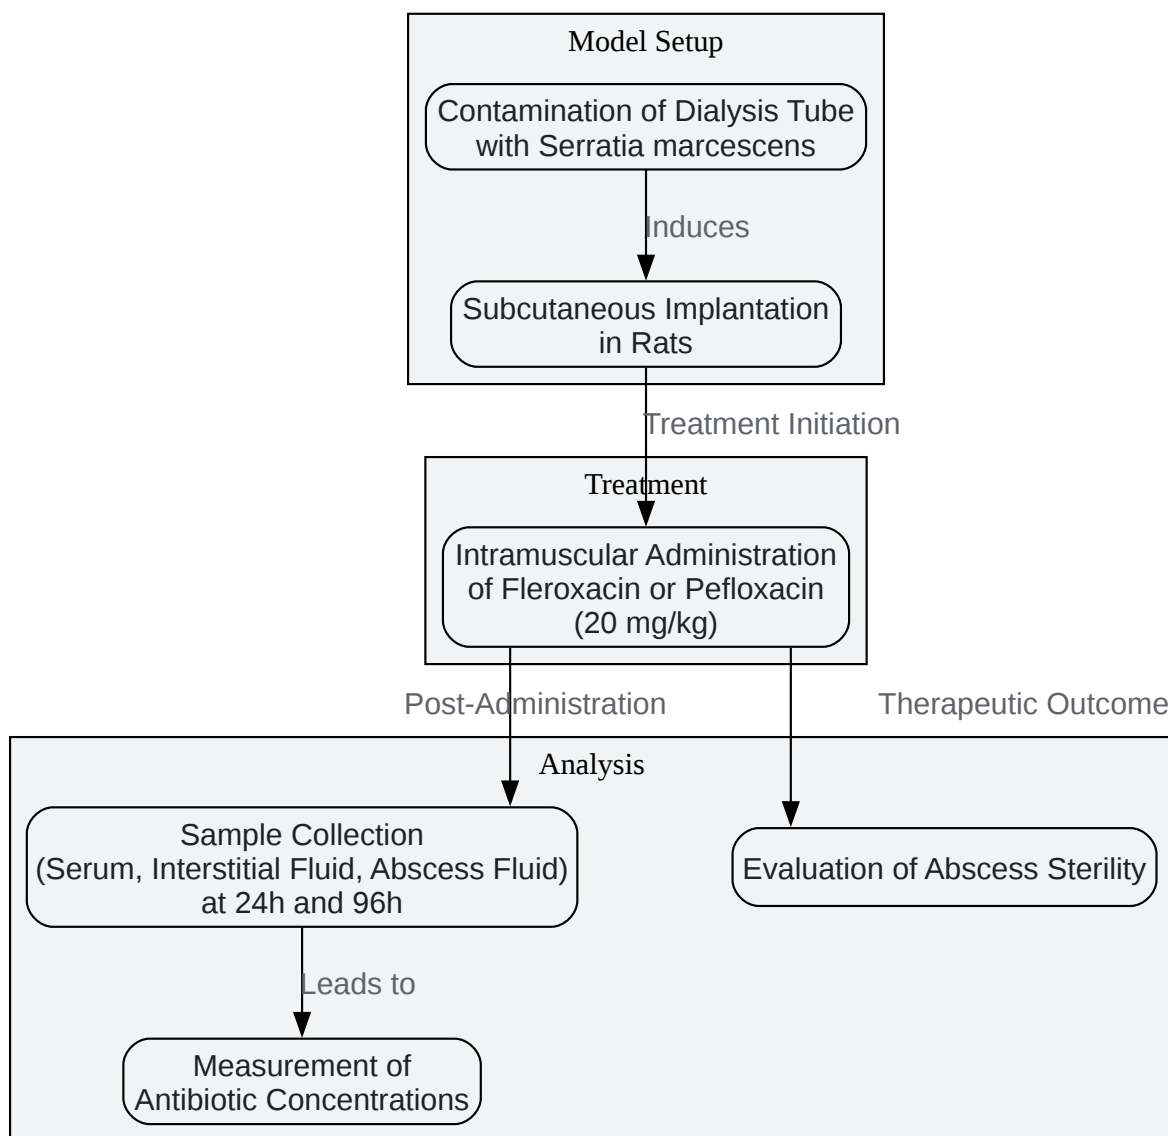 Model Setup
Contamination of Dialysis Tube
with Serratia marcescens
Induces
Subcutaneous Implantation
in Rats
Treatment Initiation
Treatment
Intramuscular Administration
of Fleroxacin or Pefloxacin
(20 mg/kg)
Post-Administration
Therapeutic Outcome
Analysis
Sample Collection
(Serum, Interstitial Fluid, Abscess Fluid)
at 24h and 96h
Evaluation of Abscess Sterility
Leads to
Measurement of
Antibiotic Concentrations